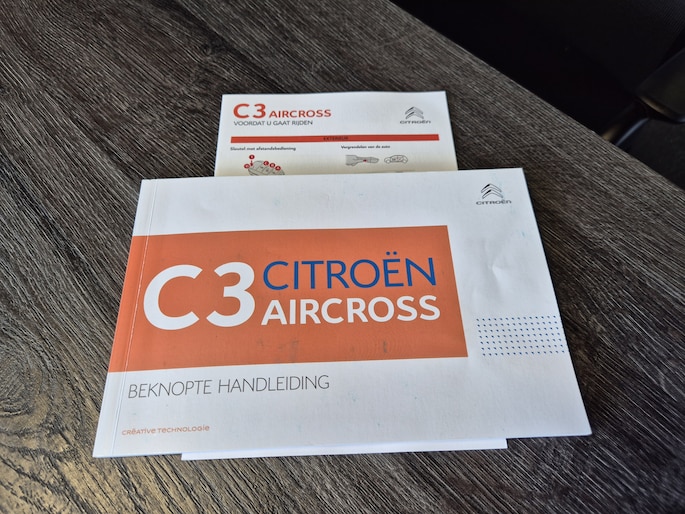 C3 AIRCROSS
VOORDAT U GAAT RIJDEN
CITROËN
EXTERIEUR
Sleutel met afstandsbediening
Vergrendelen van de auto
CITROËN
C3 CITROËN
AIRCROSS
BEKNOPTE HANDLEIDING
CRÉATIVE TECHNOLOGIE